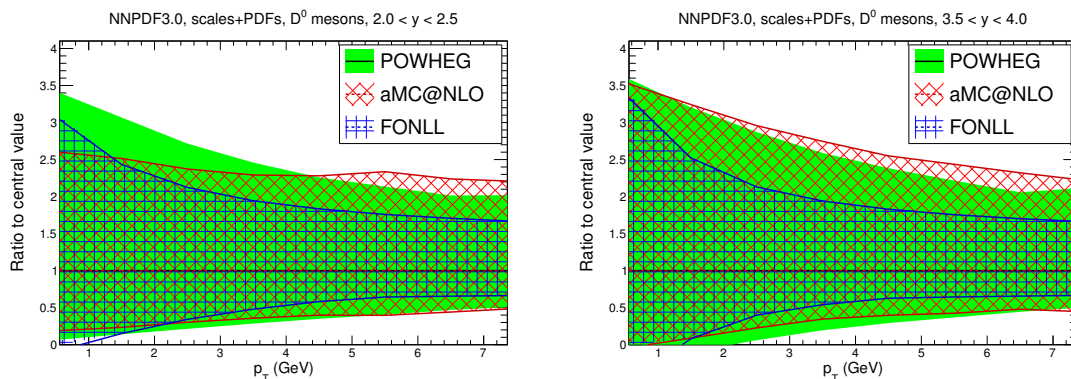 NNPDF3.0, scales+PDFs, D⁰ mesons, 2.0 < y < 2.5
Ratio to central value
4
3.5
3
2.5
2
1.5
1
0.5
0
POWHEG
aMC@NLO
FONLL
1 2 3 4 5 6 7
p_T (GeV)
NNPDF3.0, scales+PDFs, D⁰ mesons, 3.5 < y < 4.0
Ratio to central value
4
3.5
3
2.5
2
1.5
1
0.5
0
POWHEG
aMC@NLO
FONLL
1 2 3 4 5 6 7
p_T (GeV)